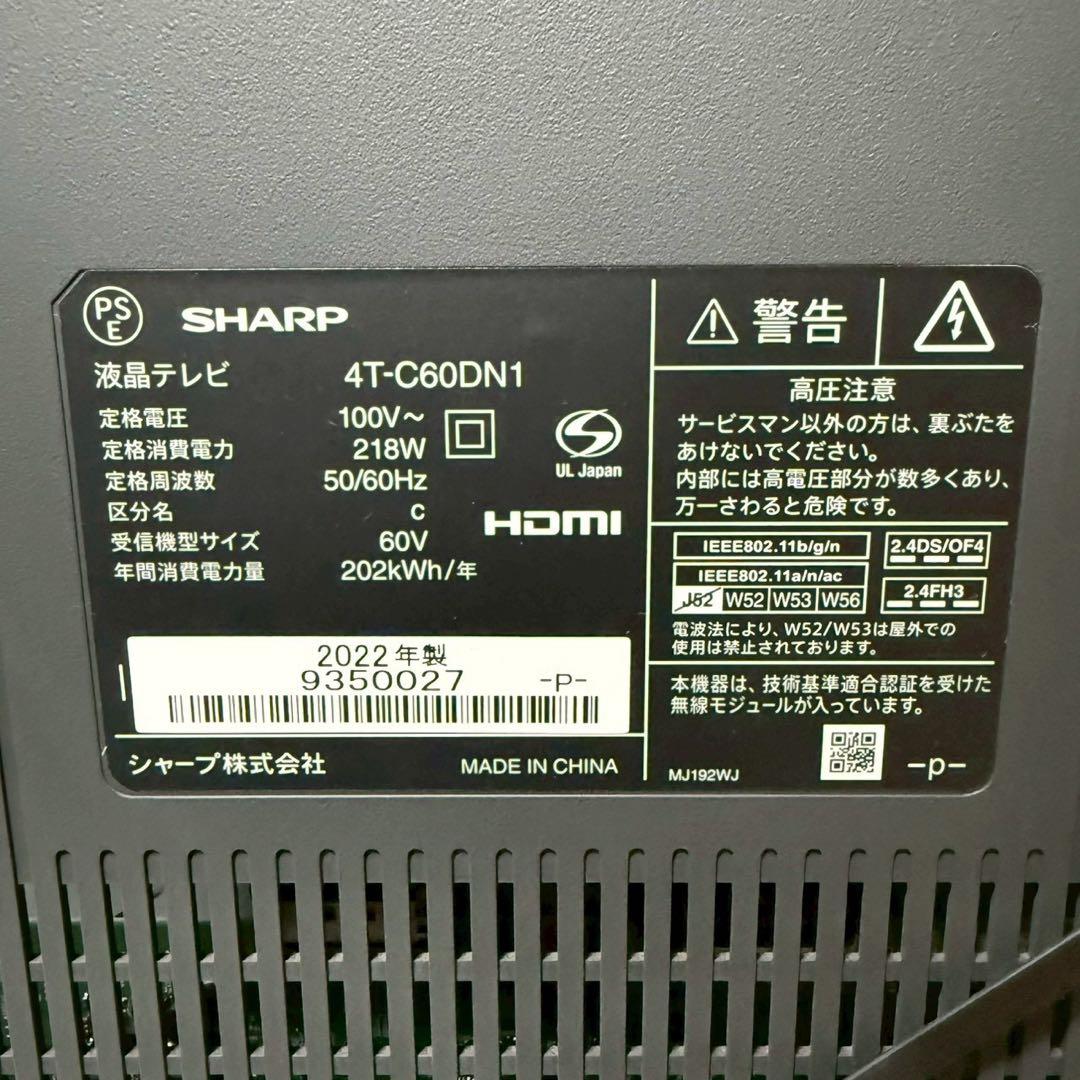 PS
E
SHARP
液晶テレビ 4T-C60DN1
定格電圧 100V～
定格消費電力 218W
定格周波数 50/60Hz
区分名 C
受信機型サイズ 60V
年間消費電力量 202kWh/年
UL Japan
HDMI
2022年製
9350027 -P-
シャープ株式会社 MADE IN CHINA
警告
高圧注意
サービスマン以外の方は、裏ぶたを
あけないでください。
内部には高電圧部分が数多くあり、
万一さわると危険です。
IEEE802.11b/g/n
2.4DS/OF4
IEEE802.11a/n/ac
J52 W52 W53 W56
2.4FH3
電波法により、W52/W53は屋外での
使用は禁止されております。
本機器は、技術基準適合認証を受けた
無線モジュールが入っています。
MJ192WJ -p-